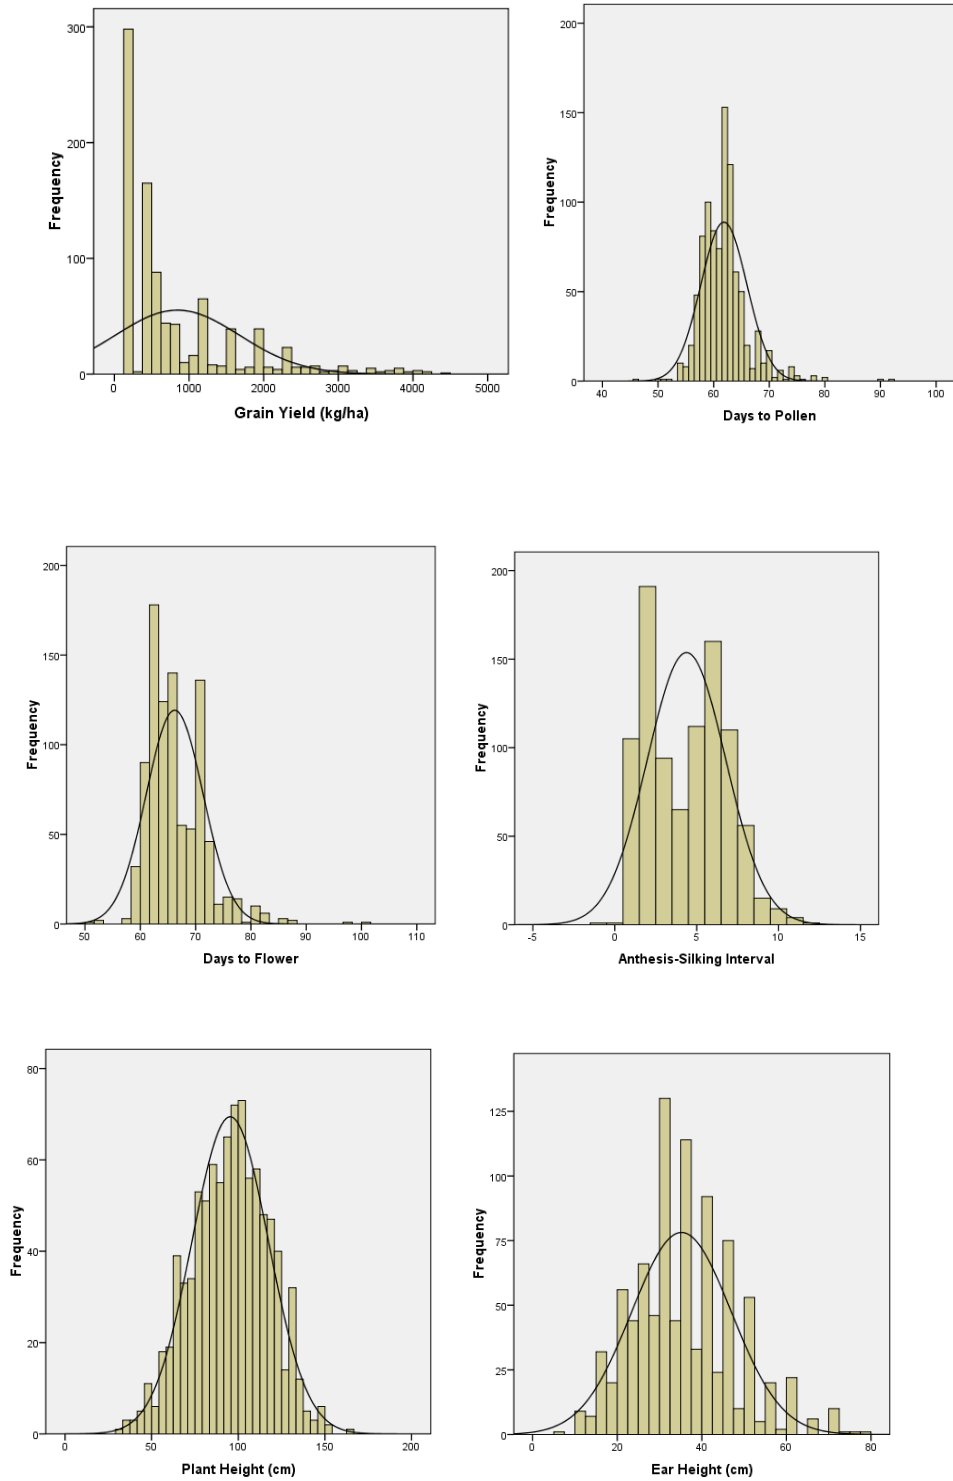 300
200
100
0
Frequency
0 1000 2000 3000 4000 5000
Grain Yield (kg/ha)
200
150
100
50
0
Frequency
40 50 60 70 80 90 100
Days to Pollen
200
150
100
50
0
Frequency
50 60 70 80 90 100 110
Days to Flower
200
150
100
50
0
Frequency
-5 0 5 10 15
Anthesis-Silking Interval
80
60
40
20
0
Frequency
0 50 100 150 200
Plant Height (cm)
125
100
75
50
25
0
Frequency
0 20 40 60 80
Ear Height (cm)